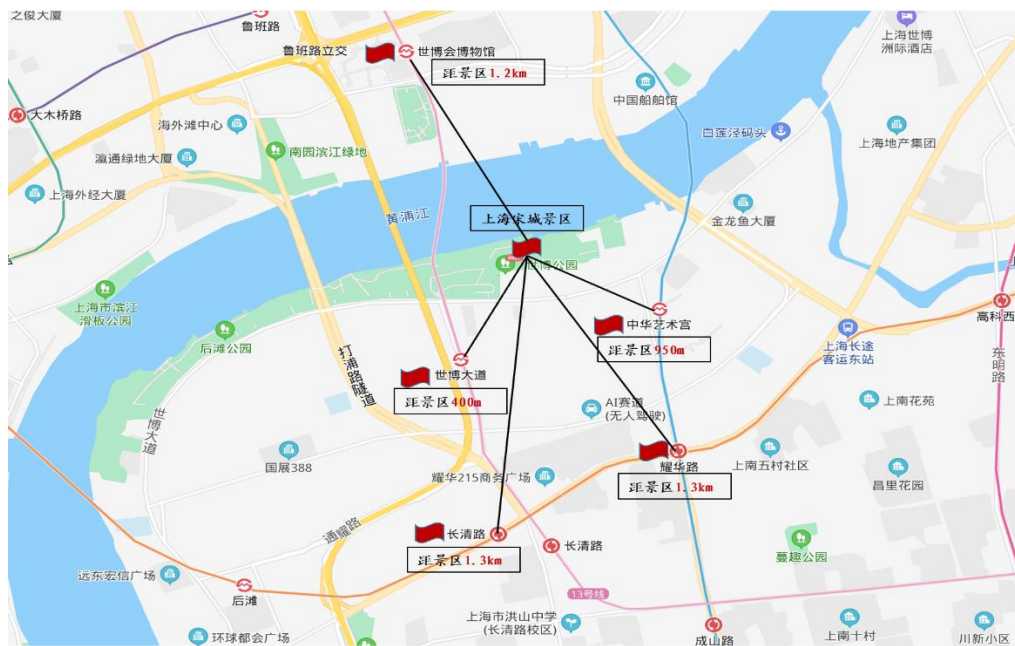 之俊大厦
鲁班路
鲁班路立交
世博会博物馆
距景区1.2km
上海世博
洲际酒店
中国船舶馆
大木桥路
海外滩中心
白莲泾码头
上海地产集团
瀛通绿地大厦
南园滨江绿地
上海外经大厦
黄浦江
上海宋城景区
金龙鱼大厦
世博公园
上海市滨江
滑板公园
后滩公园
打浦路隧道
中华艺术宫
距景区950m
上海长途
客运东站
高科西
东明路
世博大道
距景区400m
世博大道
AI赛道
(无人驾驶)
上南花苑
国展388
耀华215商务广场
耀华路
距景区1.3km
上南五村社区
昌里花园
通耀路
长清路
距景区1.3km
长清路
蔓趣公园
远东宏信广场
后滩
13号线
上海市洪山中学
(长清路校区)
环球都会广场
成山路
上南十村
川新小区